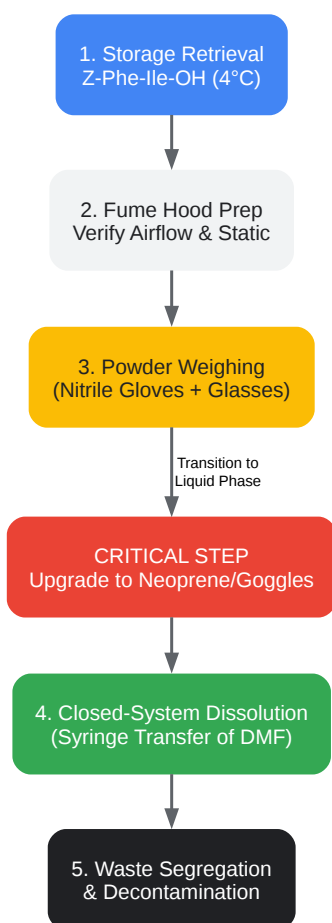 1. Storage Retrieval
Z-Phe-Ile-OH (4°C)
2. Fume Hood Prep
Verify Airflow & Static
3. Powder Weighing
(Nitrile Gloves + Glasses)
Transition to
Liquid Phase
CRITICAL STEP
Upgrade to Neoprene/Goggles
4. Closed-System Dissolution
(Syringe Transfer of DMF)
5. Waste Segregation
& Decontamination